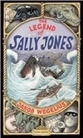 THE
LEGEND
OF
SALLY JONES
JAKOB WEGELIUS